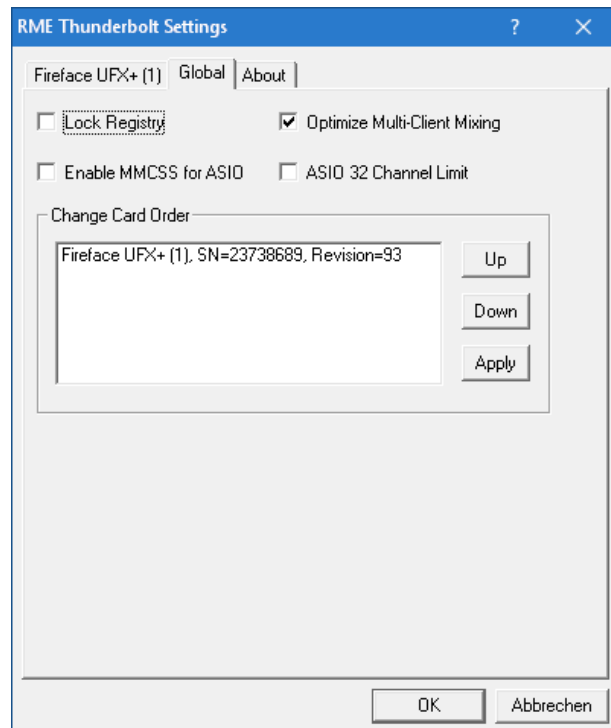 RME Thunderbolt Settings ? ×
Fireface UFX+ (1) Global About
Lock Registry Optimize Multi-Client Mixing
Enable MMCSS for ASIO ASIO 32 Channel Limit
Change Card Order
Fireface UFX+ (1), SN=23738689, Revision=93
Up
Down
Apply
OK Abbrechen